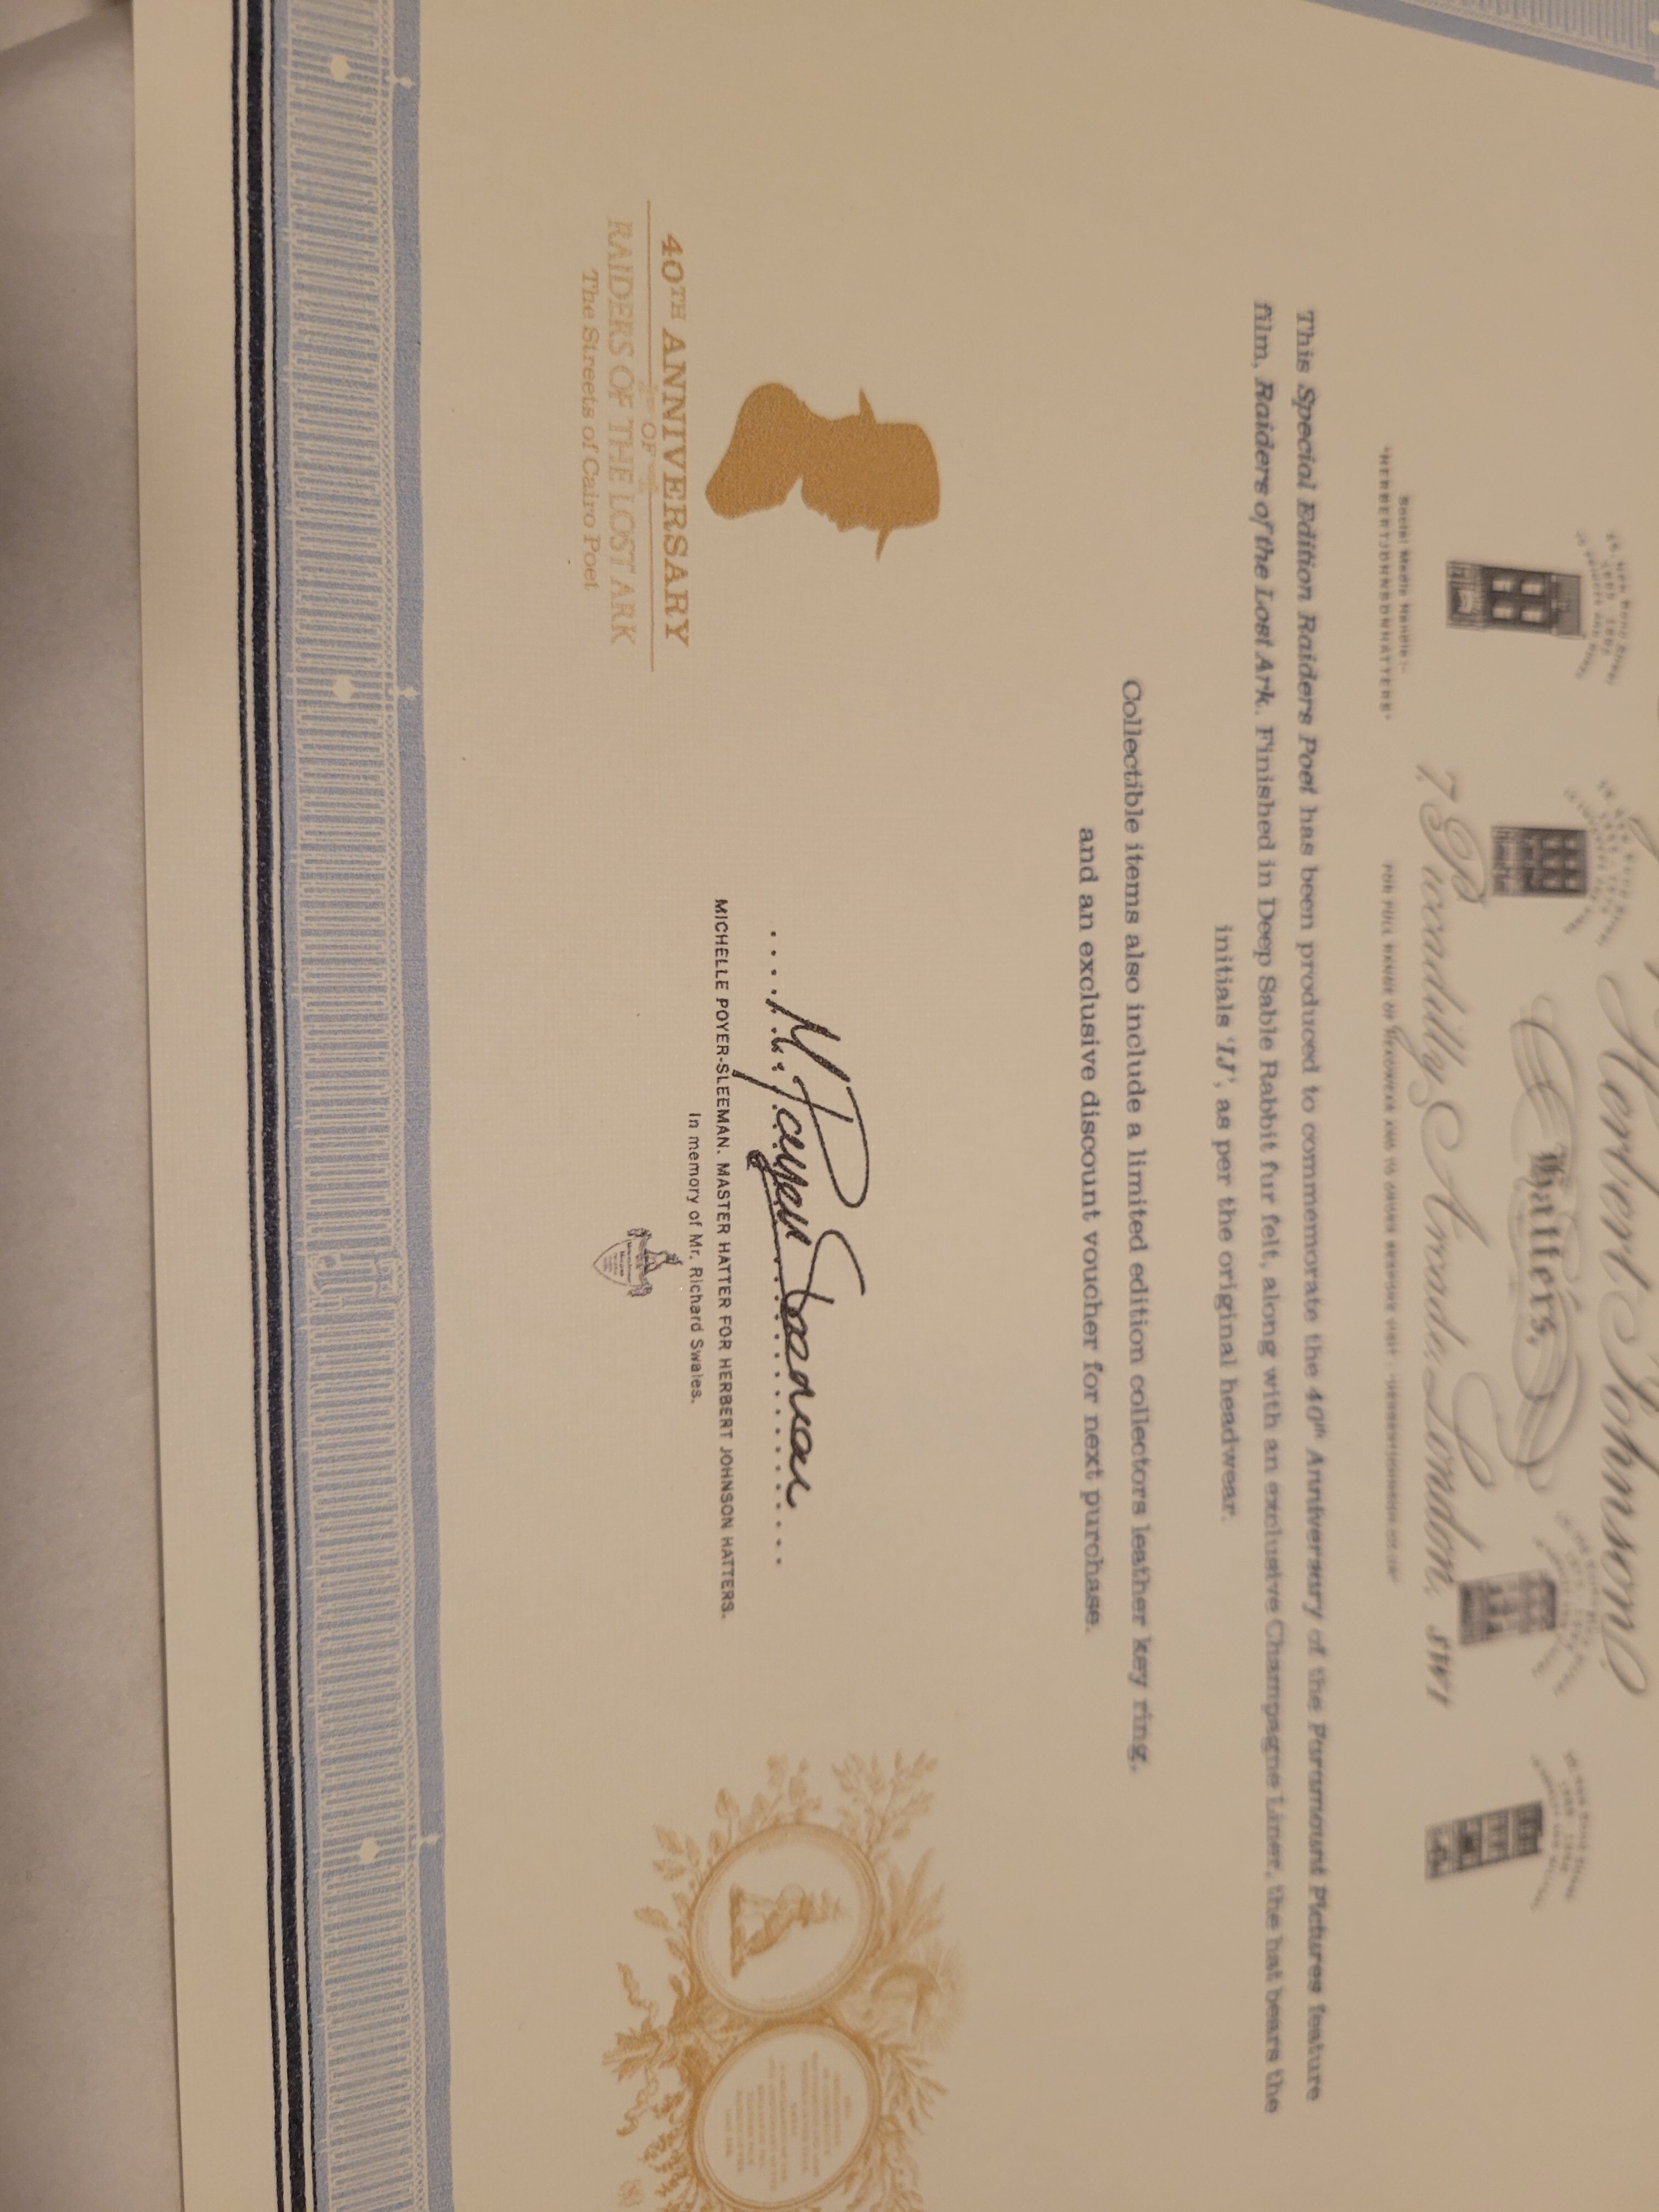 Herbert Johnson
Hatters,
7, Piccadilly Arcade, London, SW1
Social Media Handle :-
"HERBERTJOHNSONHATTERS"
This Special Edition Raiders Poet has been produced to commemorate the 40th Anniversary of the Paramount Pictures feature
film, Raiders of the Lost Ark. Finished in Deep Sable Rabbit fur felt, along with an exclusive Champagne Liner, the hat bears the
initials 'IJ', as per the original headwear.
Collectible items also include a limited edition collectors leather key ring,
and an exclusive discount voucher for next purchase.
M. Poyer Sleeman
MICHELLE POYER-SLEEMAN. MASTER HATTER FOR HERBERT JOHNSON HATTERS.
In memory of Mr. Richard Swales.
40TH ANNIVERSARY
OF
RAIDERS OF THE LOST ARK
The Streets of Cairo Poet